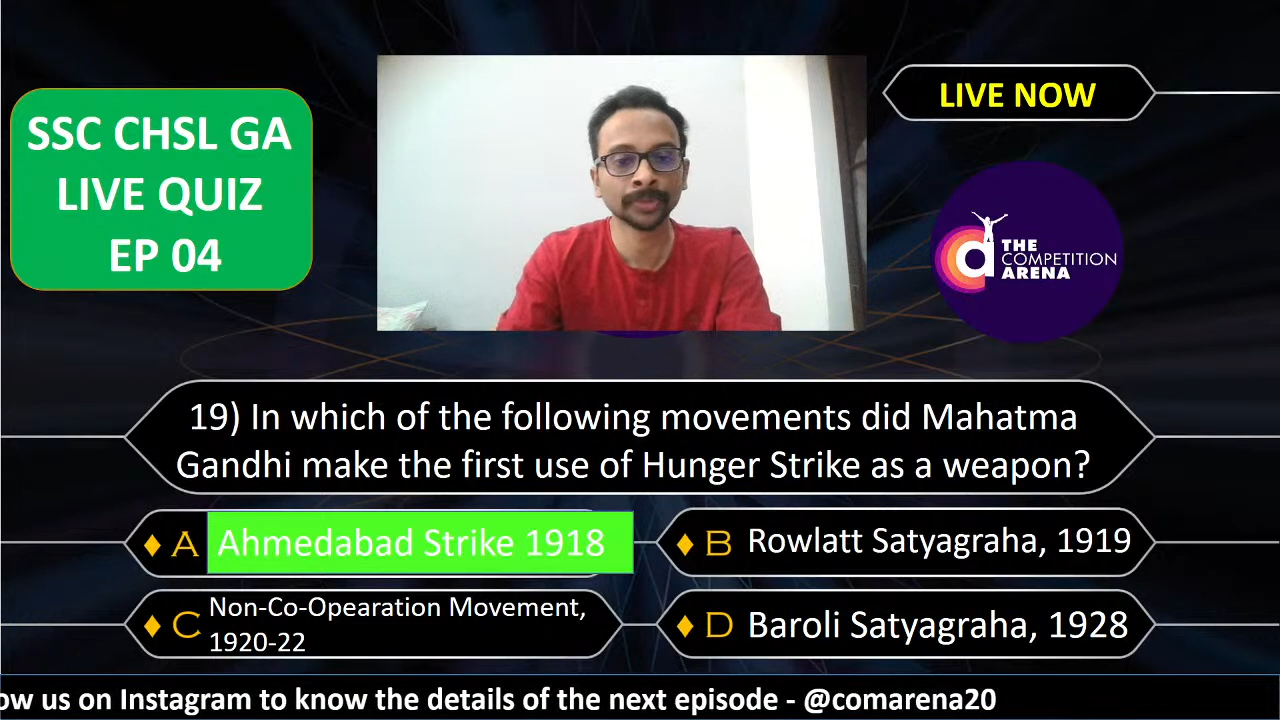 SSC CHSL GA
LIVE QUIZ
EP 04
LIVE NOW
THE
COMPETITION
ARENA
19) In which of the following movements did Mahatma
Gandhi make the first use of Hunger Strike as a weapon?
A Ahmedabad Strike 1918
B Rowlatt Satyagraha, 1919
C Non-Co-Opearation Movement,
1920-22
D Baroli Satyagraha, 1928
us on Instagram to know the details of the next episode - @comarena20